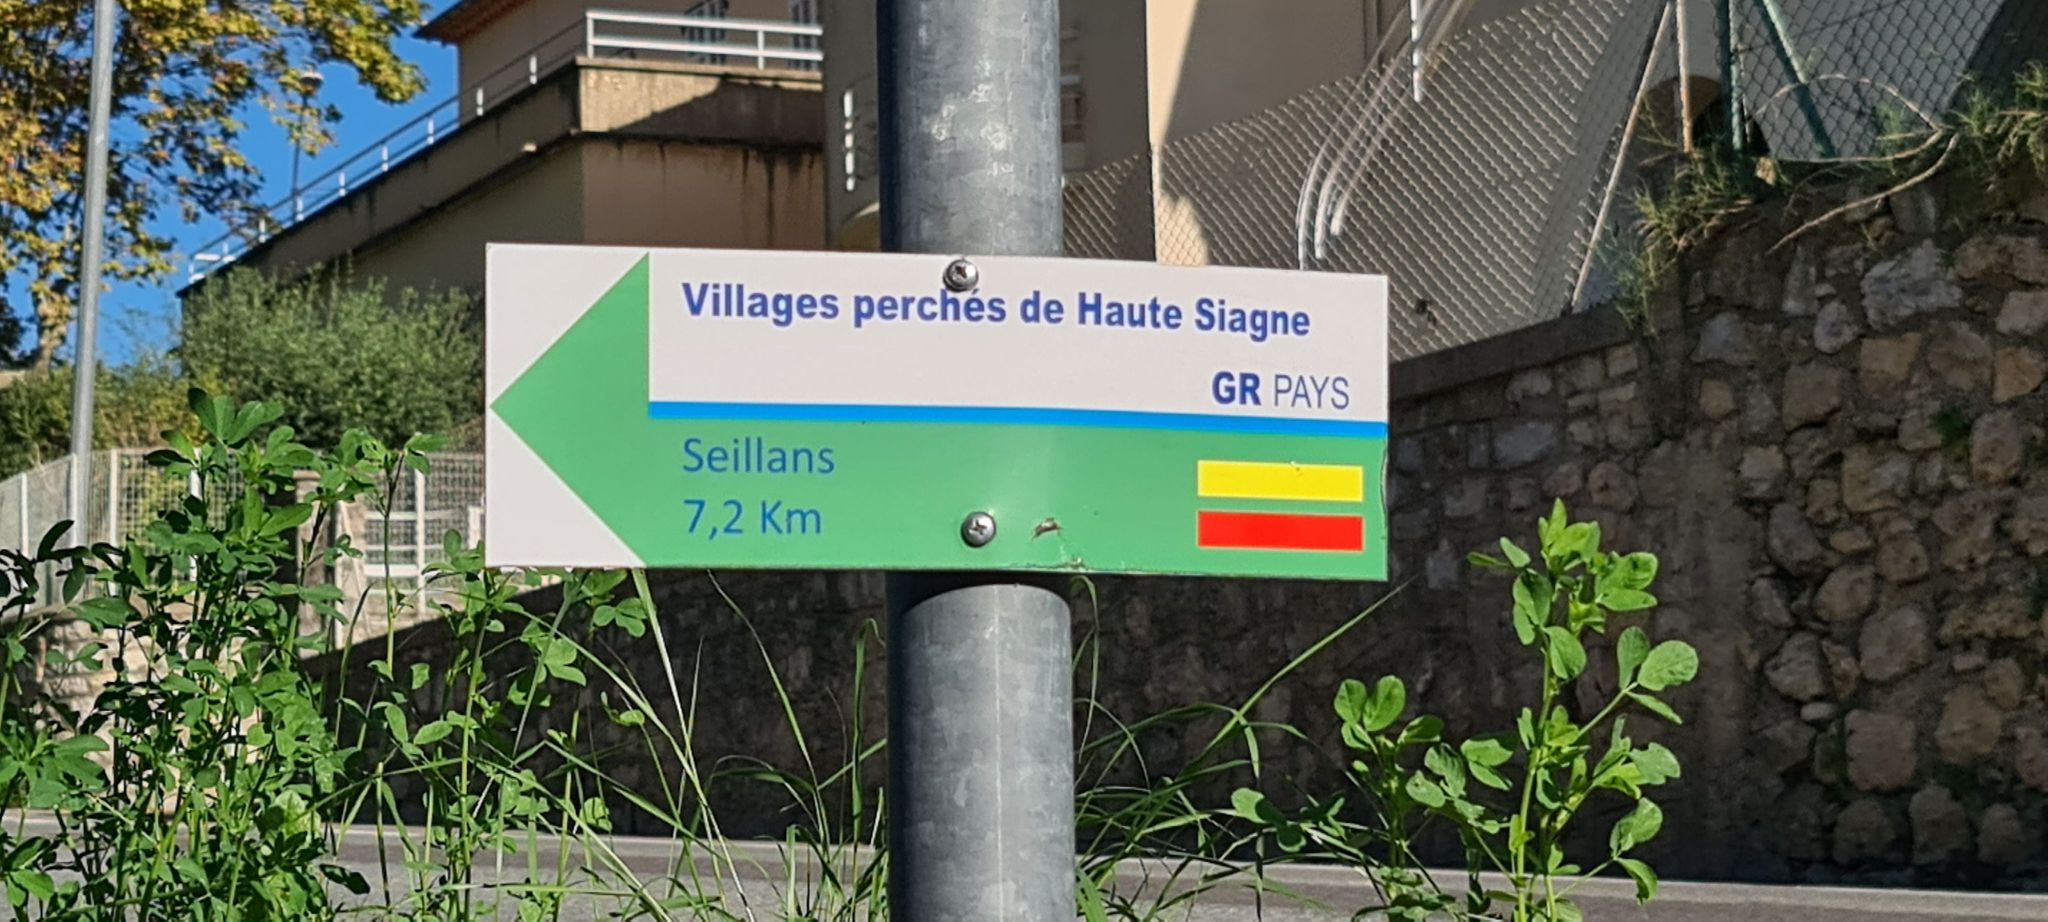 Villages perchés de Haute Siagne
GR PAYS
Seillans
7,2 Km